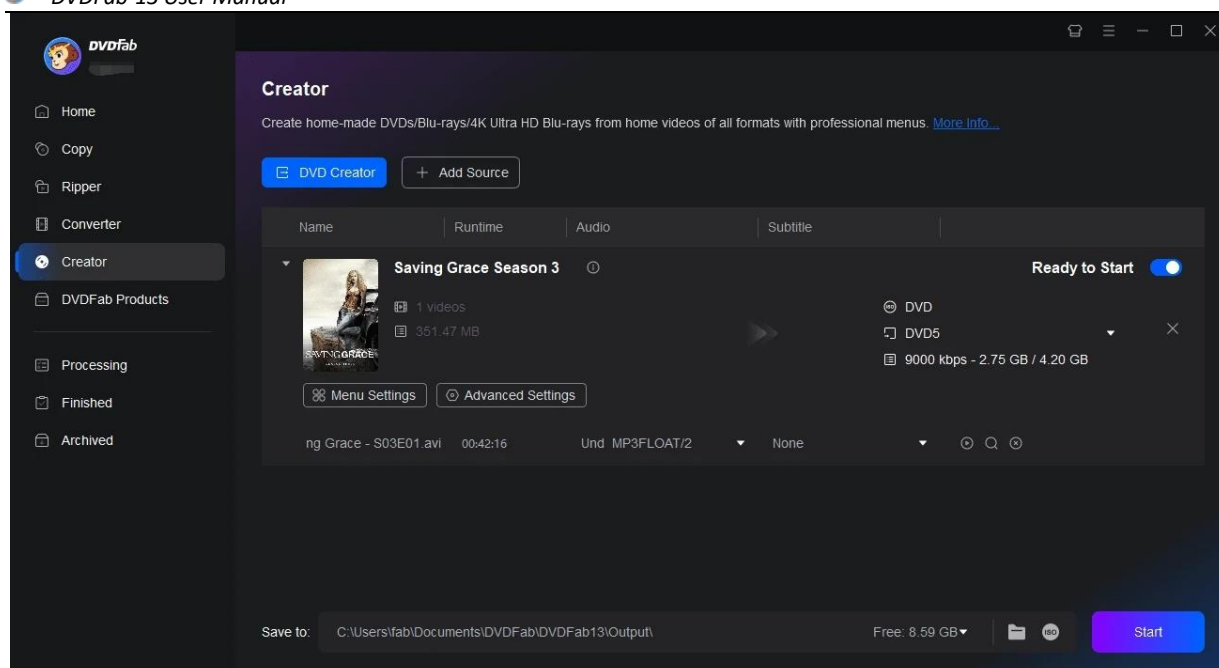 DVDFab 13 User Manual
DVDFab
Home
Copy
Ripper
Converter
Creator
DVDFab Products
Processing
Finished
Archived
Creator
Create home-made DVDs/Blu-rays/4K Ultra HD Blu-rays from home videos of all formats with professional menus. More Info...
DVD Creator
Add Source
Name Runtime Audio Subtitle
Saving Grace Season 3
Ready to Start
1 videos
351.47 MB
DVD
DVD5
9000 kbps - 2.75 GB / 4.20 GB
SAVING GRACE
Menu Settings
Advanced Settings
ng Grace - S03E01.avi 00:42:16 Und MP3FLOAT/2 None
Save to: C:\Users\fab\Documents\DVDFab\DVDFab13\Output\ Free: 8.59 GB
ISO
Start